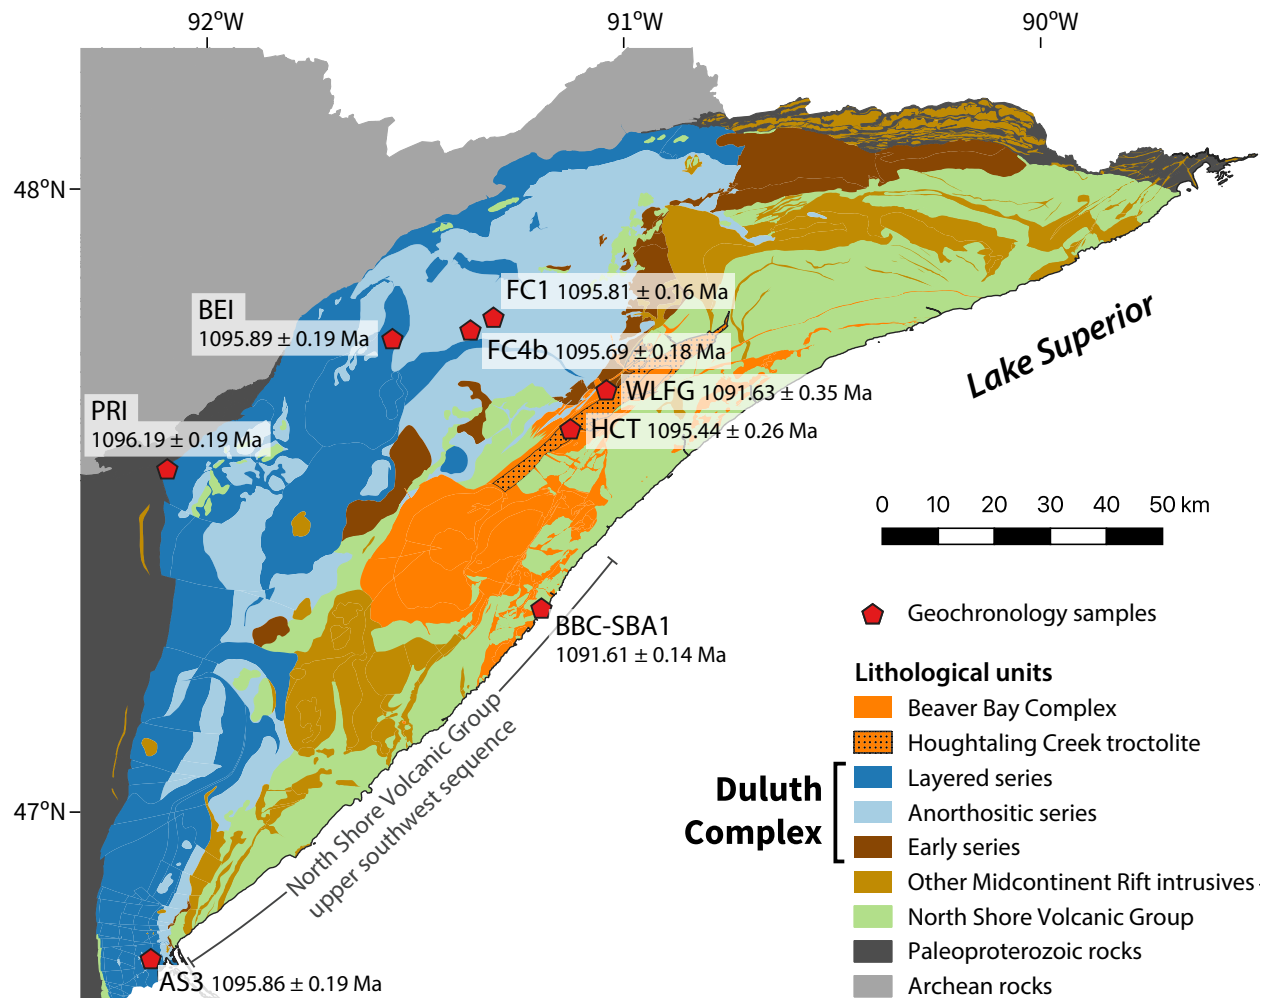 92°W
91°W
90°W
48°N
47°N
FC1 1095.81 ± 0.16 Ma
BEI
1095.89 ± 0.19 Ma
FC4b 1095.69 ± 0.18 Ma
WLFG 1091.63 ± 0.35 Ma
PRI
1096.19 ± 0.19 Ma
HCT 1095.44 ± 0.26 Ma
Lake Superior
0 10 20 30 40 50 km
BBC-SBA1
1091.61 ± 0.14 Ma
North Shore Volcanic Group
upper southwest sequence
AS3 1095.86 ± 0.19 Ma
Geochronology samples
Lithological units
Beaver Bay Complex
Houghtaling Creek troctolite
Duluth
Complex
Layered series
Anorthositic series
Early series
Other Midcontinent Rift intrusives
North Shore Volcanic Group
Paleoproterozoic rocks
Archean rocks